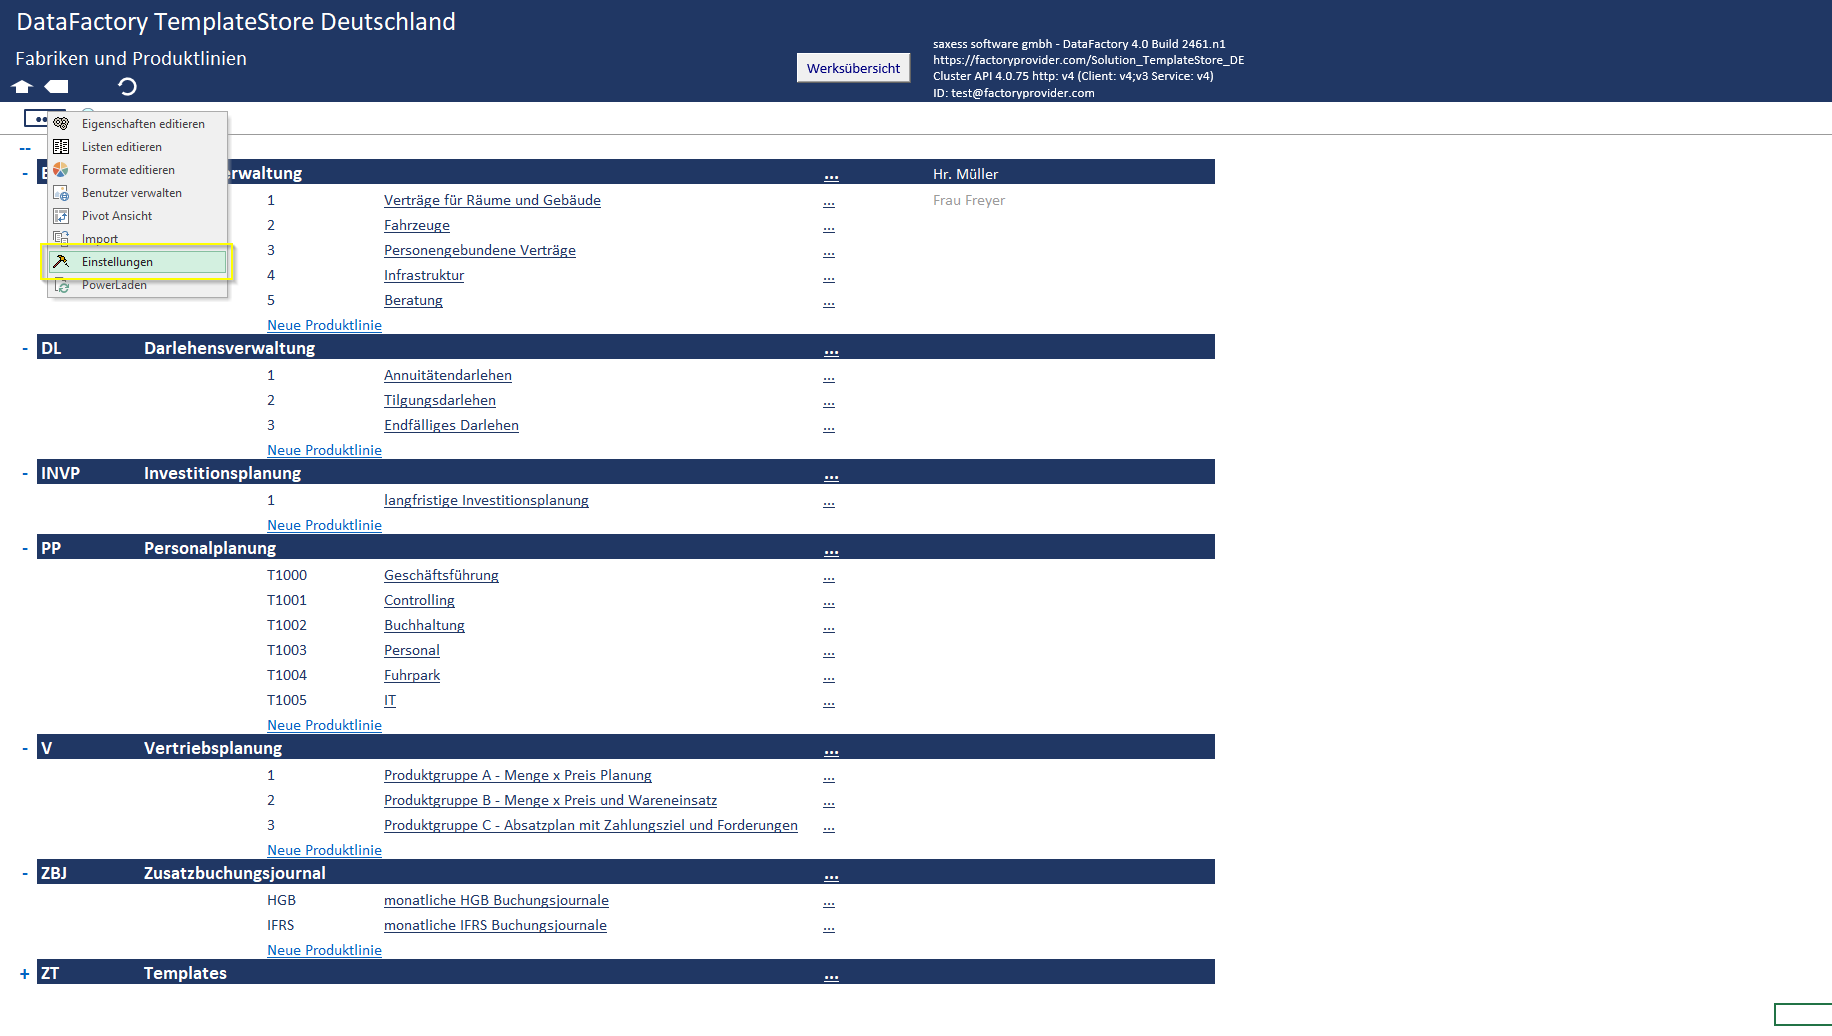 DataFactory TemplateStore Deutschland
Fabriken und Produktlinien
Werksübersicht
saxess software gmbh - DataFactory 4.0 Build 2461.n1
https://factoryprovider.com/Solution_TemplateStore_DE
Cluster API 4.0.75 http: v4 (Client: v4;v3 Service: v4)
ID: test@factoryprovider.com
Eigenschaften editieren
Listen editieren
Formate editieren
Benutzer verwalten
Pivot Ansicht
Import
Einstellungen
PowerLaden
--
- erwaltung ... Hr. Müller
1 Verträge für Räume und Gebäude ... Frau Freyer
2 Fahrzeuge ...
3 Personengebundene Verträge ...
4 Infrastruktur ...
5 Beratung ...
Neue Produktlinie
- DL Darlehensverwaltung ...
1 Annuitätendarlehen ...
2 Tilgungsdarlehen ...
3 Endfälliges Darlehen ...
Neue Produktlinie
- INVP Investitionsplanung ...
1 langfristige Investitionsplanung ...
Neue Produktlinie
- PP Personalplanung ...
T1000 Geschäftsführung ...
T1001 Controlling ...
T1002 Buchhaltung ...
T1003 Personal ...
T1004 Fuhrpark ...
T1005 IT ...
Neue Produktlinie
- V Vertriebsplanung ...
1 Produktgruppe A - Menge x Preis Planung ...
2 Produktgruppe B - Menge x Preis und Wareneinsatz ...
3 Produktgruppe C - Absatzplan mit Zahlungsziel und Forderungen ...
Neue Produktlinie
- ZBJ Zusatzbuchungsjournal ...
HGB monatliche HGB Buchungsjournale ...
IFRS monatliche IFRS Buchungsjournale ...
Neue Produktlinie
+ ZT Templates ...